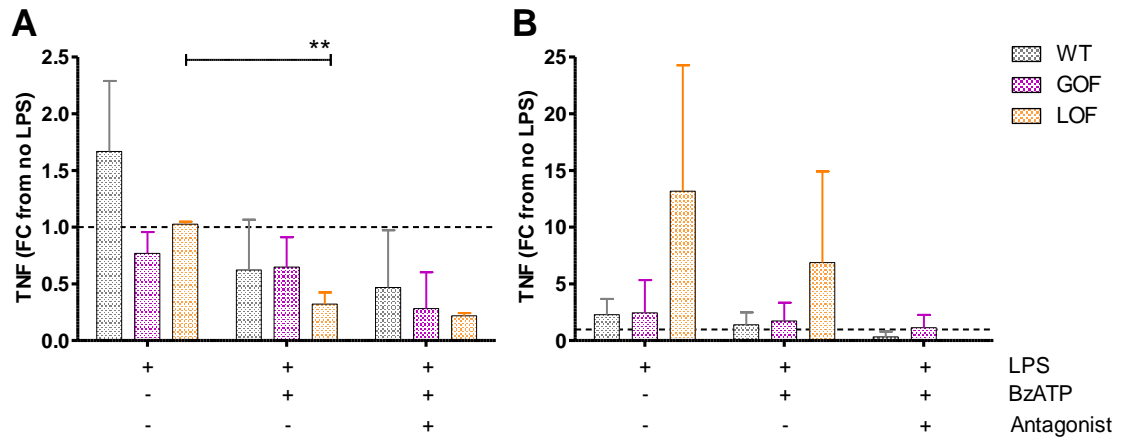 A
B
**
2.5
2.0
1.5
1.0
0.5
0.0
TNF (FC from no LPS)
25
20
15
10
5
0
TNF (FC from no LPS)
WT
GOF
LOF
+ + + + + + LPS
- + + - + + BzATP
- - + - - + Antagonist